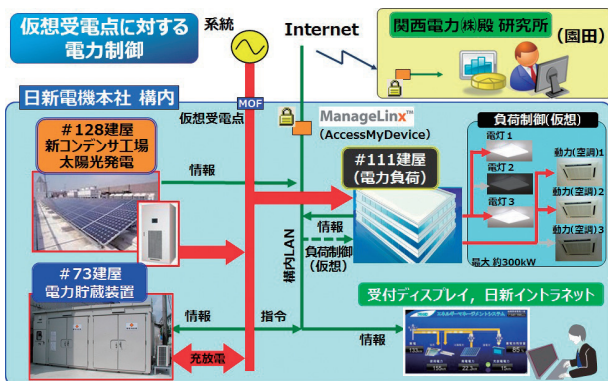 仮想受電点に対する
電力制御
系統
Internet
関西電力㈱殿 研究所
(園田)
日新電機本社 構内
MOF
仮想受電点
ManageLinx™
(AccessMyDevice)
負荷制御(仮想)
電灯1
電灯2
電灯3
動力(空調)1
動力(空調)2
動力(空調)3
最大 約300kW
#128建屋
新コンデンサ工場
太陽光発電
情報
#111建屋
(電力負荷)
情報
負荷制御
(仮想)
構内LAN
#73建屋
電力貯蔵装置
情報
指令
充放電
情報
受付ディスプレイ,日新イントラネット